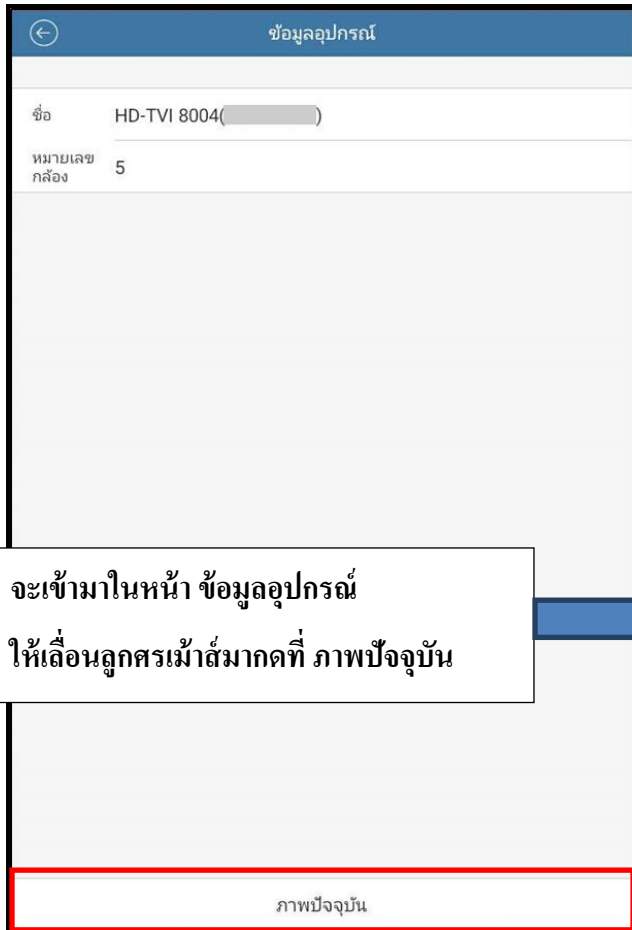 ข้อมูลอุปกรณ์
ชื่อ HD-TVI 8004( )
หมายเลข
กล้อง 5
จะเข้ามาในหน้า ข้อมูลอุปกรณ์
ให้เลื่อนลูกศรเม้าส์มากดที่ ภาพปัจจุบัน
ภาพปัจจุบัน